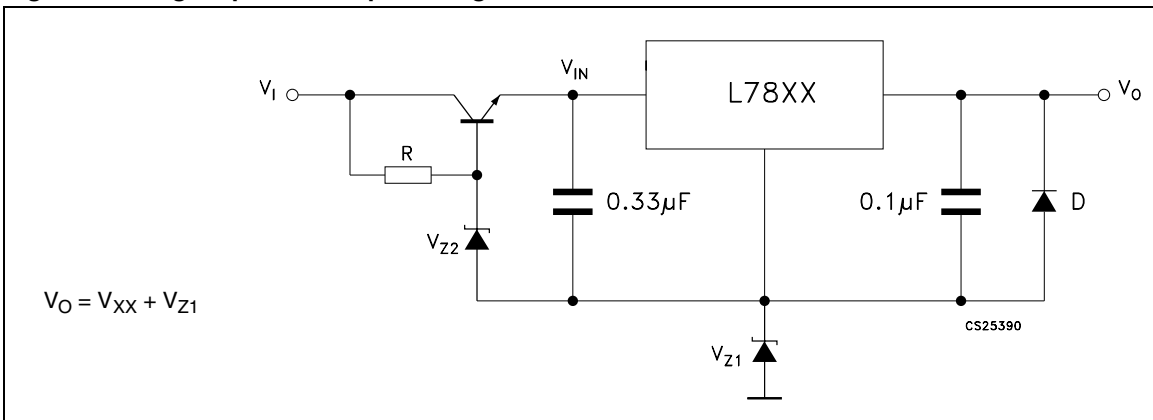 V_I
V_IN
L78XX
V_O
R
0.33µF
0.1µF
D
V_Z2
V_O = V_XX + V_Z1
CS25390
V_Z1